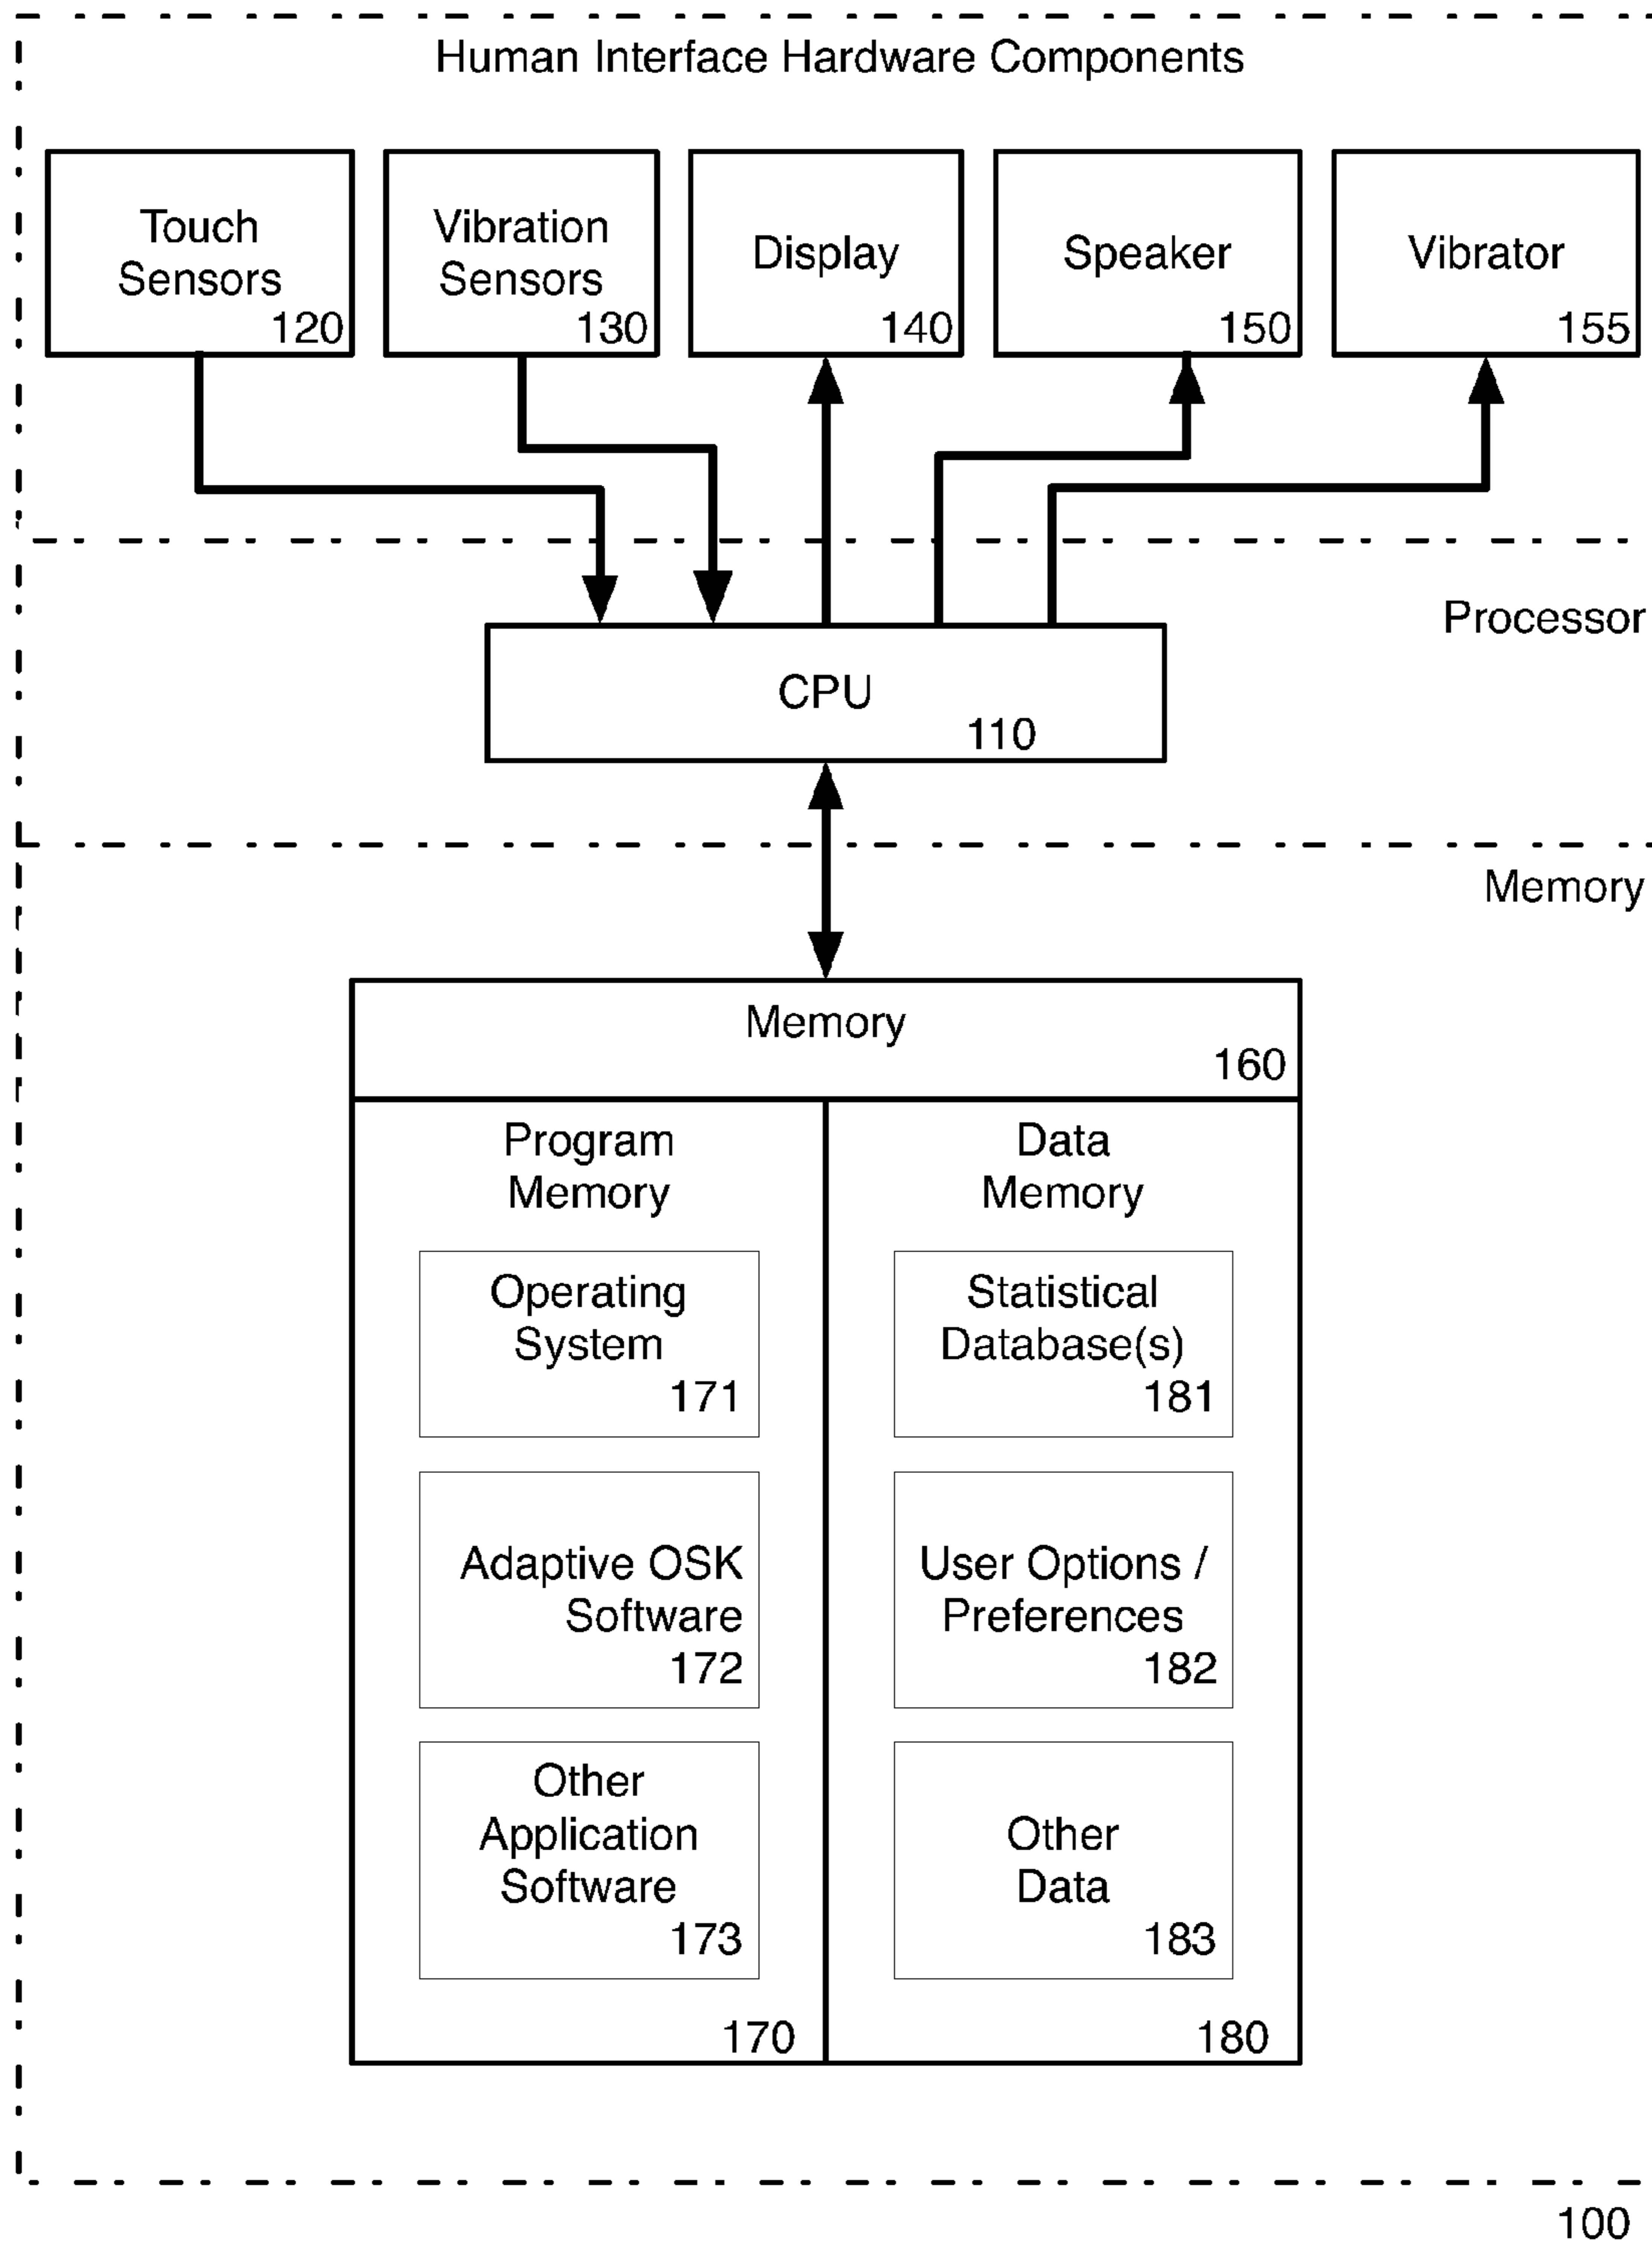 Human Interface Hardware Components
Touch
Sensors
120
Vibration
Sensors
130
Display
140
Speaker
150
Vibrator
155
Processor
CPU
110
Memory
Memory
160
Program
Memory
Operating
System
171
Adaptive OSK
Software
172
Other
Application
Software
173
170
Data
Memory
Statistical
Database(s)
181
User Options /
Preferences
182
Other
Data
183
180
100